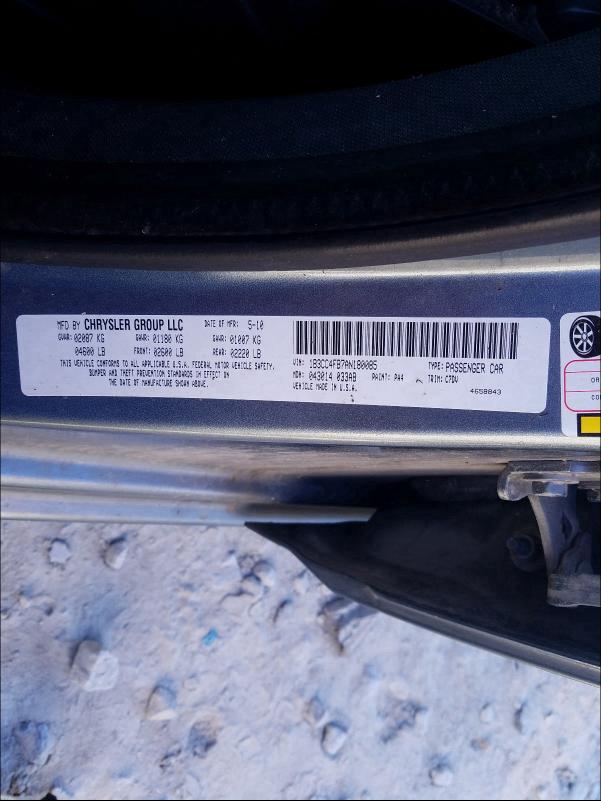 MFD BY CHRYSLER GROUP LLC
DATE OF MFR: 5-10
GVWR: 02087 KG GAWR: 01180 KG GAWR: 01007 KG
04600 LB FRONT: 02600 LB REAR: 02220 LB
THIS VEHICLE CONFORMS TO ALL APPLICABLE U.S.A. FEDERAL MOTOR VEHICLE SAFETY,
BUMPER AND THEFT PREVENTION STANDARDS IN EFFECT ON
THE DATE OF MANUFACTURE SHOWN ABOVE.
VIN: 1B3CC4FB7AN180085 TYPE: PASSENGER CAR
MDH: 043014 033AB PAINT: PA4 TRIM: C7DV
VEHICLE MADE IN U.S.A. 4658843
OR
CO